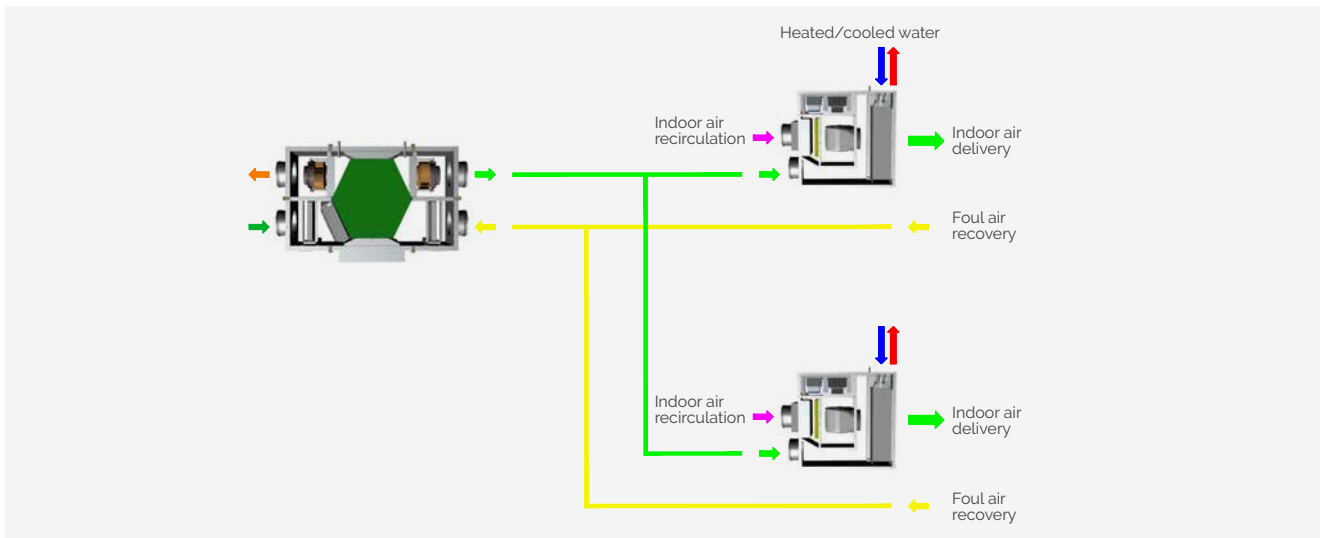 Heated/cooled water
Indoor air
recirculation
Indoor air
delivery
Foul air
recovery
Indoor air
recirculation
Indoor air
delivery
Foul air
recovery